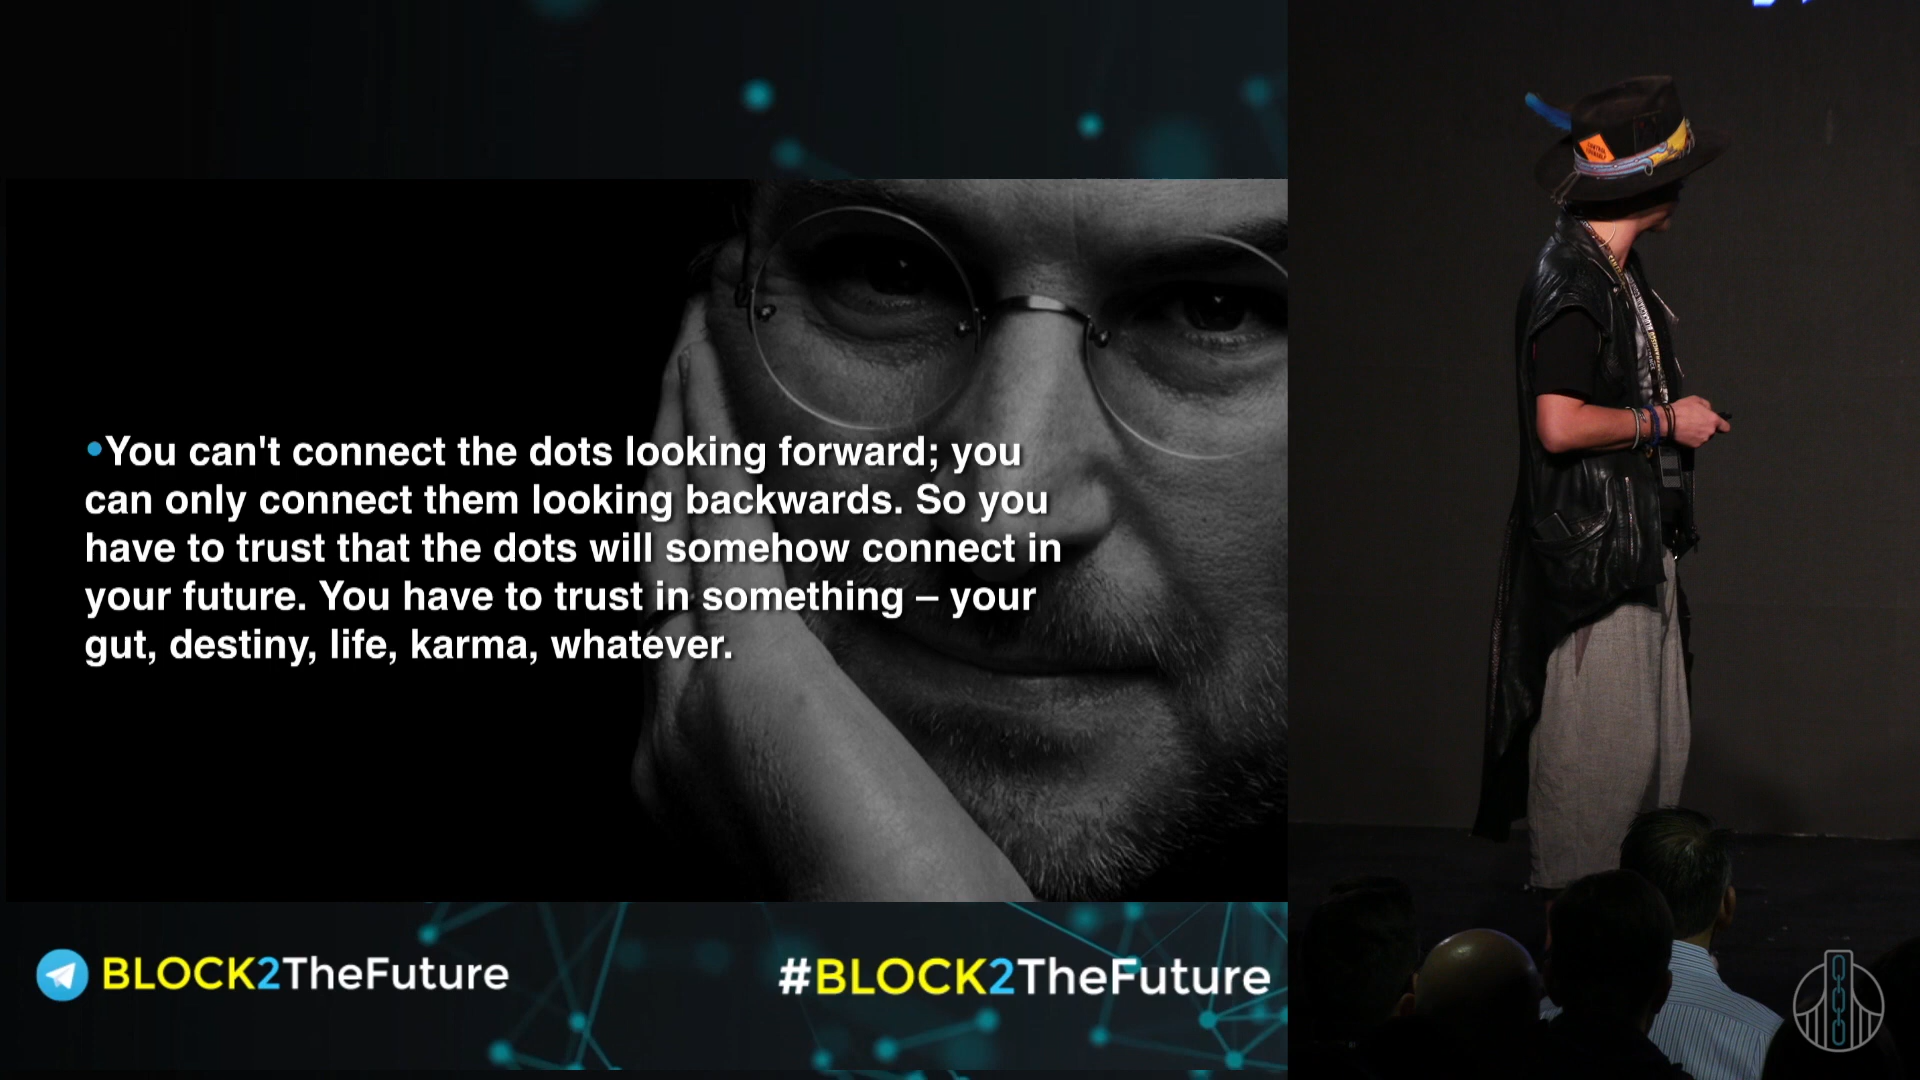 •You can't connect the dots looking forward; you
can only connect them looking backwards. So you
have to trust that the dots will somehow connect in
your future. You have to trust in something – your
gut, destiny, life, karma, whatever.
BLOCK2TheFuture
#BLOCK2TheFuture